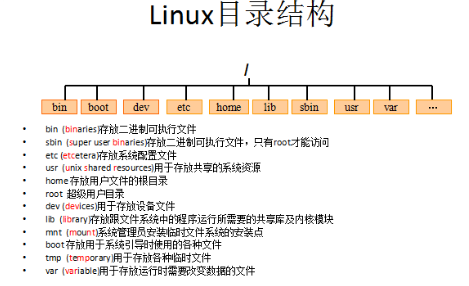 Linux目录结构
/
bin boot dev etc home lib sbin usr var ...
• bin (binaries)存放二进制可执行文件
• sbin (super user binaries)存放二进制可执行文件，只有root才能访问
• etc (etcetera)存放系统配置文件
• usr (unix shared resources)用于存放共享的系统资源
• home 存放用户文件的根目录
• root 超级用户目录
• dev (devices)用于存放设备文件
• lib (library)存放跟文件系统中的程序运行所需要的共享库及内核模块
• mnt (mount)系统管理员安装临时文件系统的安装点
• boot 存放用于系统引导时使用的各种文件
• tmp (temporary)用于存放各种临时文件
• var (variable)用于存放运行时需要改变数据的文件